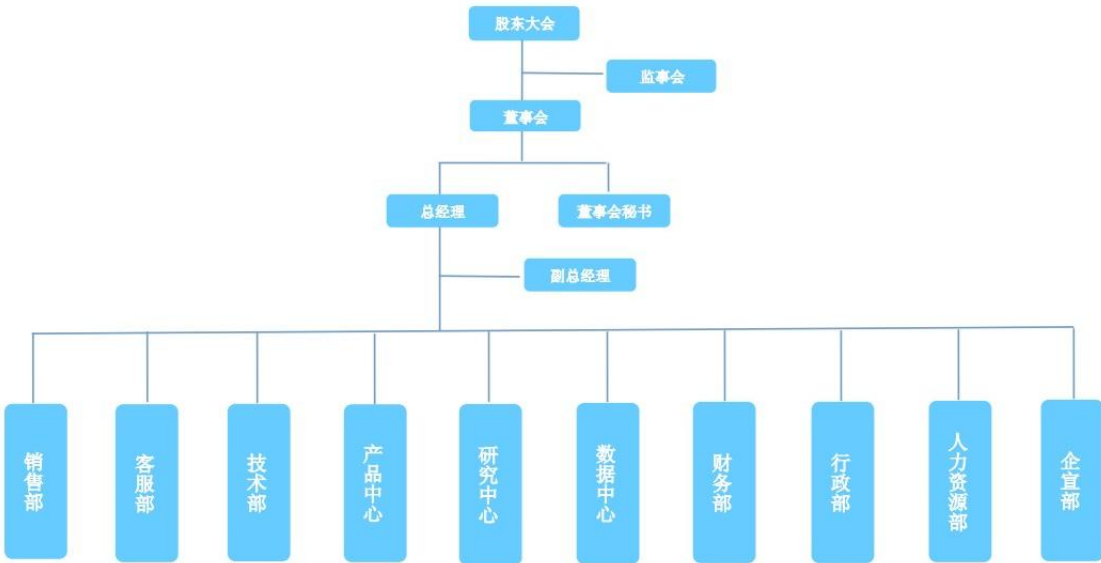 股东大会
监事会
董事会
总经理
董事会秘书
副总经理
销售部
客服部
技术部
产品中心
研究中心
数据中心
财务部
行政部
人力资源部
企宣部